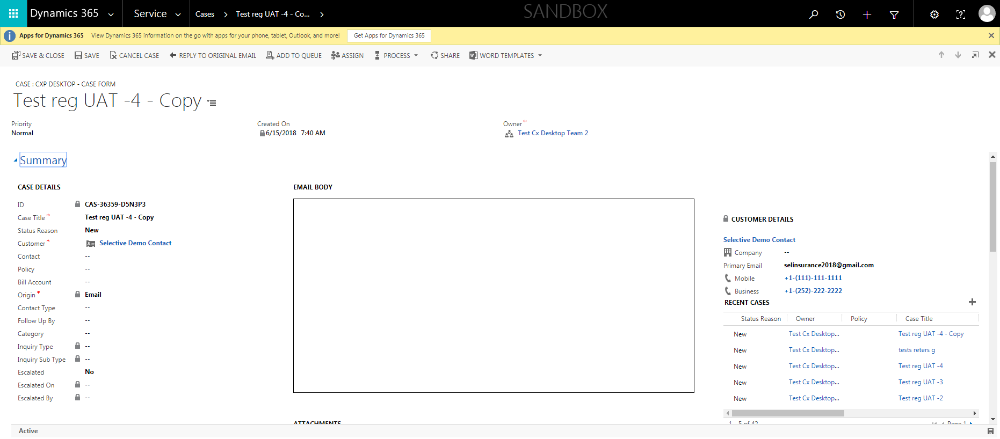 Dynamics 365 Service Cases Test reg UAT -4 - Co... SANDBOX
Apps for Dynamics 365 View Dynamics 365 information on the go with apps for your phone, tablet, Outlook, and more! Get Apps for Dynamics 365
SAVE & CLOSE SAVE CANCEL CASE REPLY TO ORIGINAL EMAIL ADD TO QUEUE ASSIGN PROCESS SHARE WORD TEMPLATES
CASE : CXP DESKTOP - CASE FORM
Test reg UAT -4 - Copy
Priority
Normal
Created On
6/15/2018 7:40 AM
Owner *
Test Cx Desktop Team 2
Summary
CASE DETAILS
ID CAS-36359-D5N3P3
Case Title * Test reg UAT -4 - Copy
Status Reason New
Customer * Selective Demo Contact
Contact --
Policy --
Bill Account --
Origin * Email
Contact Type --
Follow Up By --
Category --
Inquiry Type --
Inquiry Sub Type --
Escalated No
Escalated On --
Escalated By --
EMAIL BODY
ATTACHMENTS
CUSTOMER DETAILS
Selective Demo Contact
Company --
Primary Email selinsurance2018@gmail.com
Mobile +1-(111)-111-1111
Business +1-(252)-222-2222
RECENT CASES
Status Reason Owner Policy Case Title
New Test Cx Desktop... Test reg UAT -4 - Copy
New Test Cx Desktop... tests reters g
New Test Cx Desktop... Test reg UAT -4
New Test Cx Desktop... Test reg UAT -3
New Test Cx Desktop... Test reg UAT -2
1 - 5 of 42 Page 1
Active